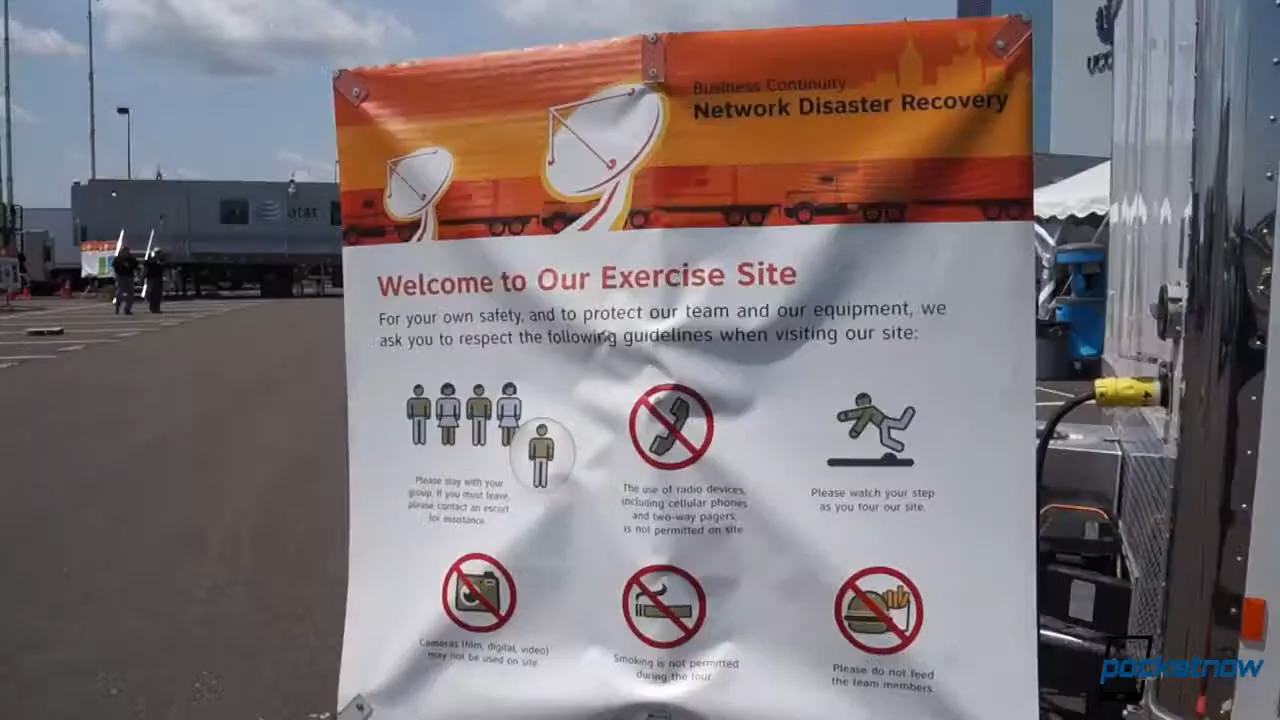 Business Continuity
Network Disaster Recovery
at&t
Welcome to Our Exercise Site
For your own safety, and to protect our team and our equipment, we
ask you to respect the following guidelines when visiting our site:
Please stay with your
group. If you must leave,
please contact an escort
for assistance.
The use of radio devices,
including cellular phones
and two-way pagers,
is not permitted on site.
Please watch your step
as you tour our site.
Cameras (film, digital, video)
may not be used on site.
Smoking is not permitted
during the tour.
Please do not feed
the team members.
pocketnow